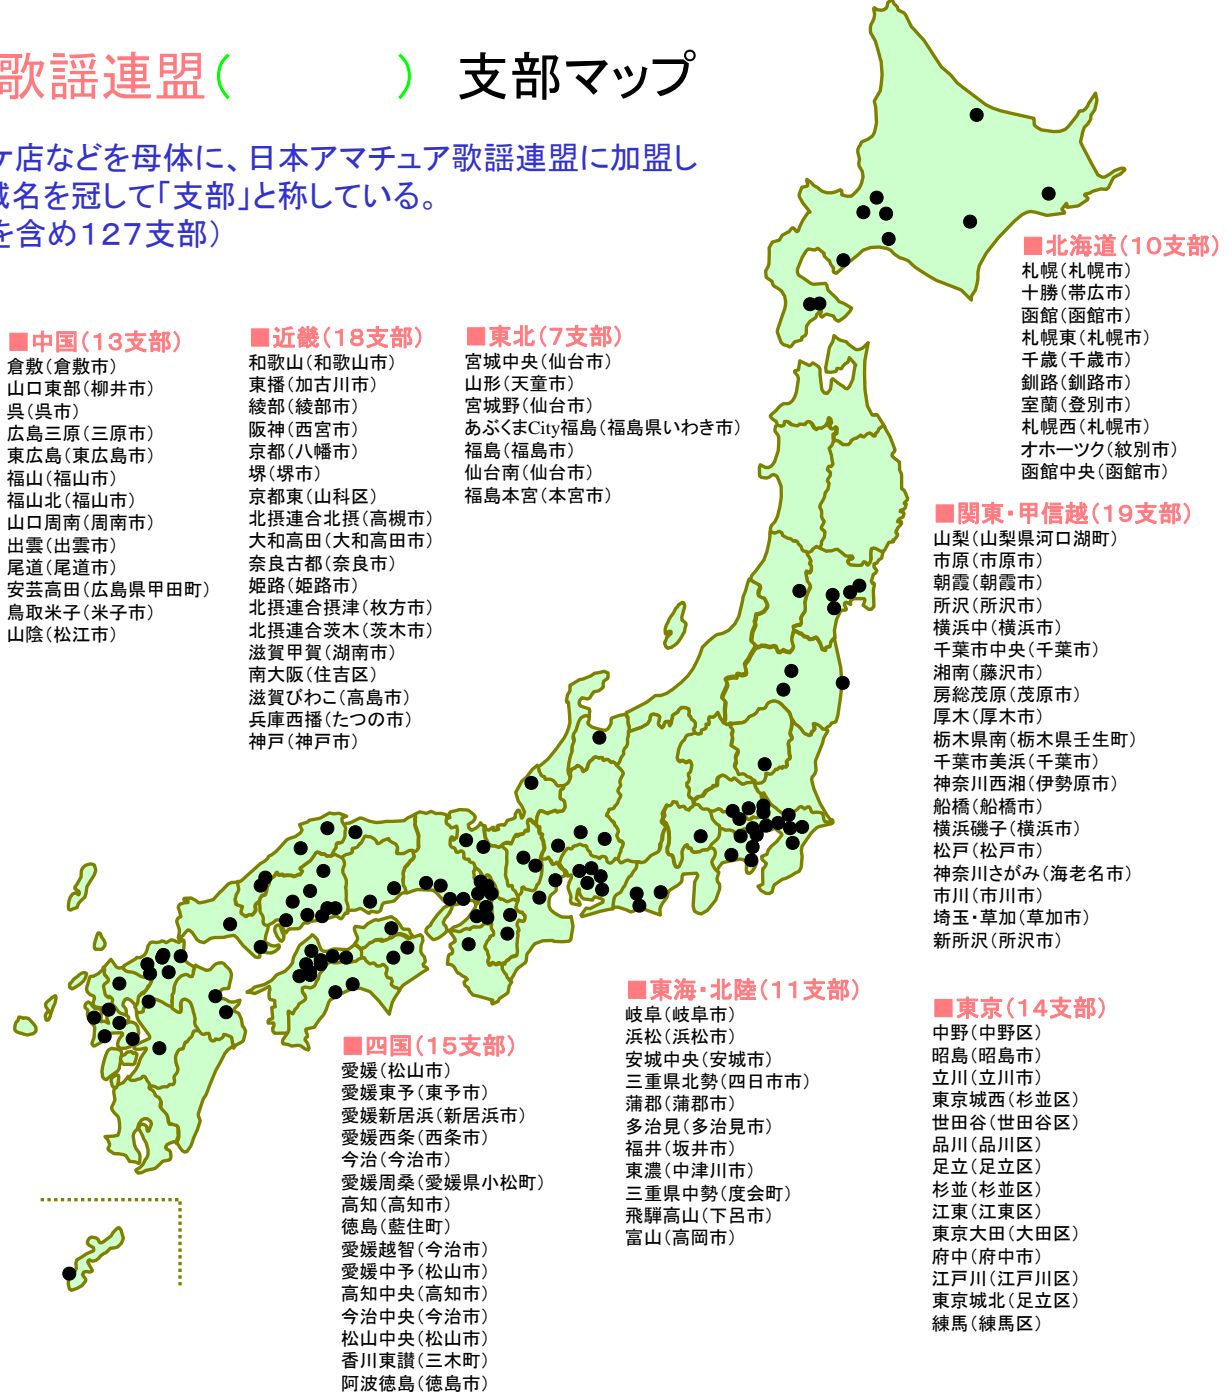 歌謡連盟(　　　) 支部マップ
ケ店などを母体に、日本アマチュア歌謡連盟に加盟し
域名を冠して「支部」と称している。
を含め１２７支部）
■北海道(10支部)
札幌(札幌市)
十勝(帯広市)
函館(函館市)
札幌東(札幌市)
千歳(千歳市)
釧路(釧路市)
室蘭(登別市)
札幌西(札幌市)
オホーツク(紋別市)
函館中央(函館市)
■中国(13支部)
倉敷(倉敷市)
山口東部(柳井市)
呉(呉市)
広島三原(三原市)
東広島(東広島市)
福山(福山市)
福山北(福山市)
山口周南(周南市)
出雲(出雲市)
尾道(尾道市)
安芸高田(広島県甲田町)
鳥取米子(米子市)
山陰(松江市)
■近畿(18支部)
和歌山(和歌山市)
東播(加古川市)
綾部(綾部市)
阪神(西宮市)
京都(八幡市)
堺(堺市)
京都東(山科区)
北摂連合北摂(高槻市)
大和高田(大和高田市)
奈良古都(奈良市)
姫路(姫路市)
北摂連合摂津(枚方市)
北摂連合茨木(茨木市)
滋賀甲賀(湖南市)
南大阪(住吉区)
滋賀びわこ(高島市)
兵庫西播(たつの市)
神戸(神戸市)
■東北(7支部)
宮城中央(仙台市)
山形(天童市)
宮城野(仙台市)
あぶくまCity福島(福島県いわき市)
福島(福島市)
仙台南(仙台市)
福島本宮(本宮市)
■関東・甲信越(19支部)
山梨(山梨県河口湖町)
市原(市原市)
朝霞(朝霞市)
所沢(所沢市)
横浜中(横浜市)
千葉市中央(千葉市)
湘南(藤沢市)
房総茂原(茂原市)
厚木(厚木市)
栃木県南(栃木県壬生町)
千葉市美浜(千葉市)
神奈川西湘(伊勢原市)
船橋(船橋市)
横浜磯子(横浜市)
松戸(松戸市)
神奈川さがみ(海老名市)
市川(市川市)
埼玉・草加(草加市)
新所沢(所沢市)
■四国(15支部)
愛媛(松山市)
愛媛東予(東予市)
愛媛新居浜(新居浜市)
愛媛西条(西条市)
今治(今治市)
愛媛周桑(愛媛県小松町)
高知(高知市)
徳島(藍住町)
愛媛越智(今治市)
愛媛中予(松山市)
高知中央(高知市)
今治中央(今治市)
松山中央(松山市)
香川東讃(三木町)
阿波徳島(徳島市)
■東海・北陸(11支部)
岐阜(岐阜市)
浜松(浜松市)
安城中央(安城市)
三重県北勢(四日市市)
蒲郡(蒲郡市)
多治見(多治見市)
福井(坂井市)
東濃(中津川市)
三重県中勢(度会町)
飛騨高山(下呂市)
富山(高岡市)
■東京(14支部)
中野(中野区)
昭島(昭島市)
立川(立川市)
東京城西(杉並区)
世田谷(世田谷区)
品川(品川区)
足立(足立区)
杉並(杉並区)
江東(江東区)
東京大田(大田区)
府中(府中市)
江戸川(江戸川区)
東京城北(足立区)
練馬(練馬区)